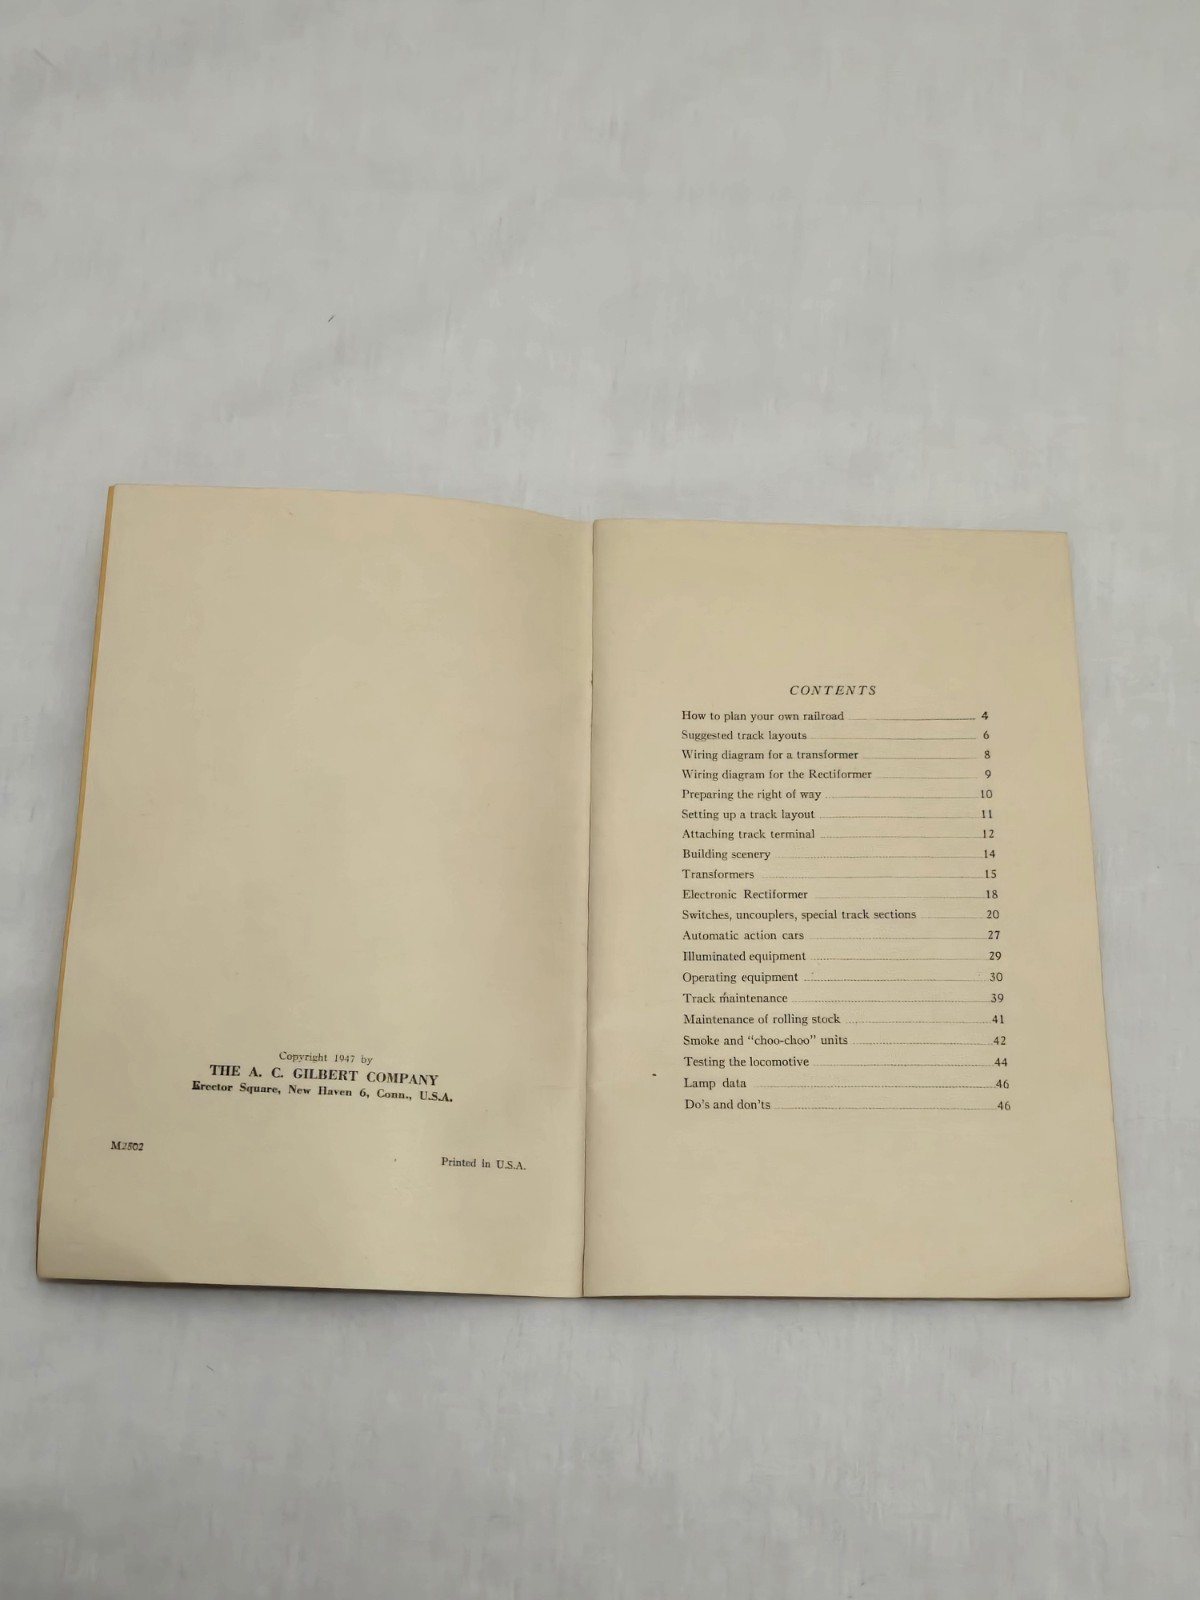 Copyright 1947 by
THE A. C. GILBERT COMPANY
Erector Square, New Haven 6, Conn., U.S.A.
M2502
Printed in U.S.A.
CONTENTS
How to plan your own railroad 4
Suggested track layouts 6
Wiring diagram for a transformer 8
Wiring diagram for the Rectiformer 9
Preparing the right of way 10
Setting up a track layout 11
Attaching track terminal 12
Building scenery 14
Transformers 15
Electronic Rectiformer 18
Switches, uncouplers, special track sections 20
Automatic action cars 27
Illuminated equipment 29
Operating equipment 30
Track maintenance 39
Maintenance of rolling stock 41
Smoke and "choo-choo" units 42
Testing the locomotive 44
Lamp data 46
Do's and don'ts 46